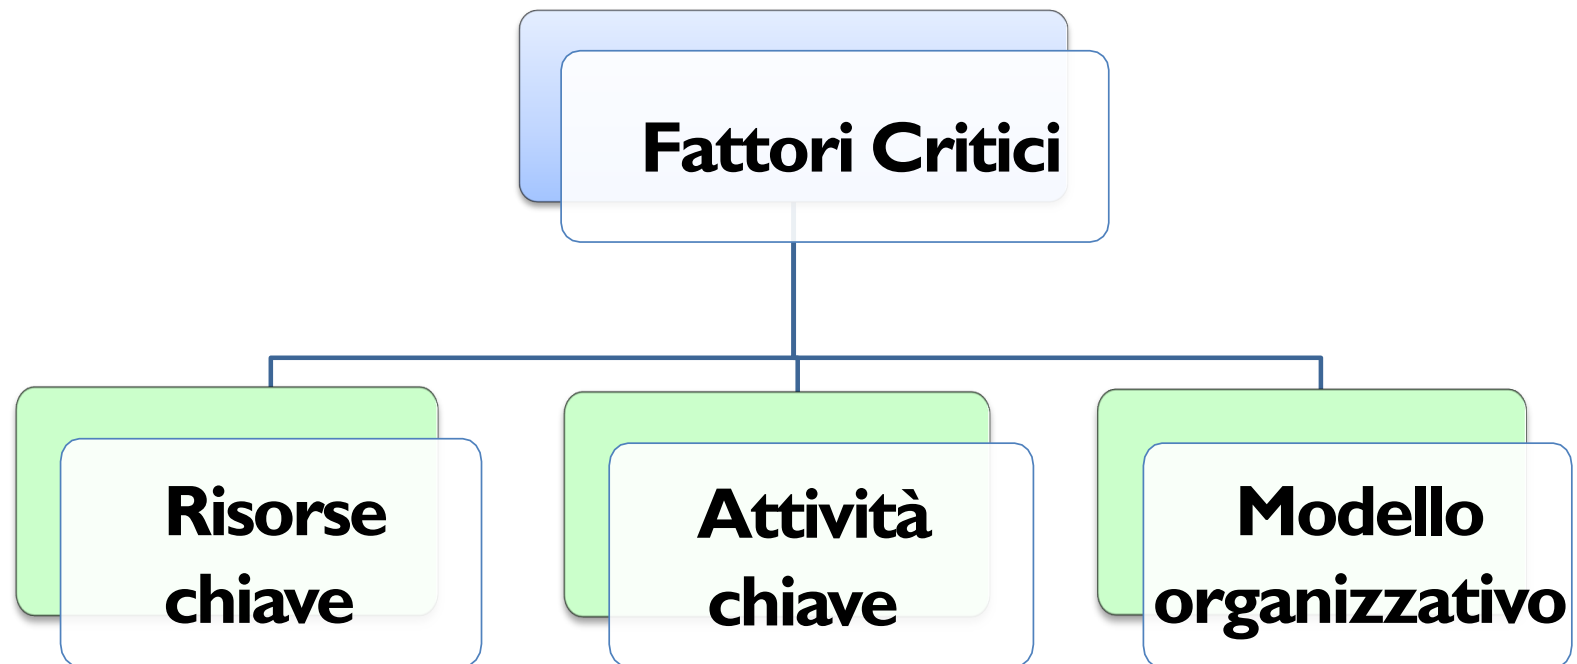 Fattori Critici
Risorse
chiave
Attività
chiave
Modello
organizzativo